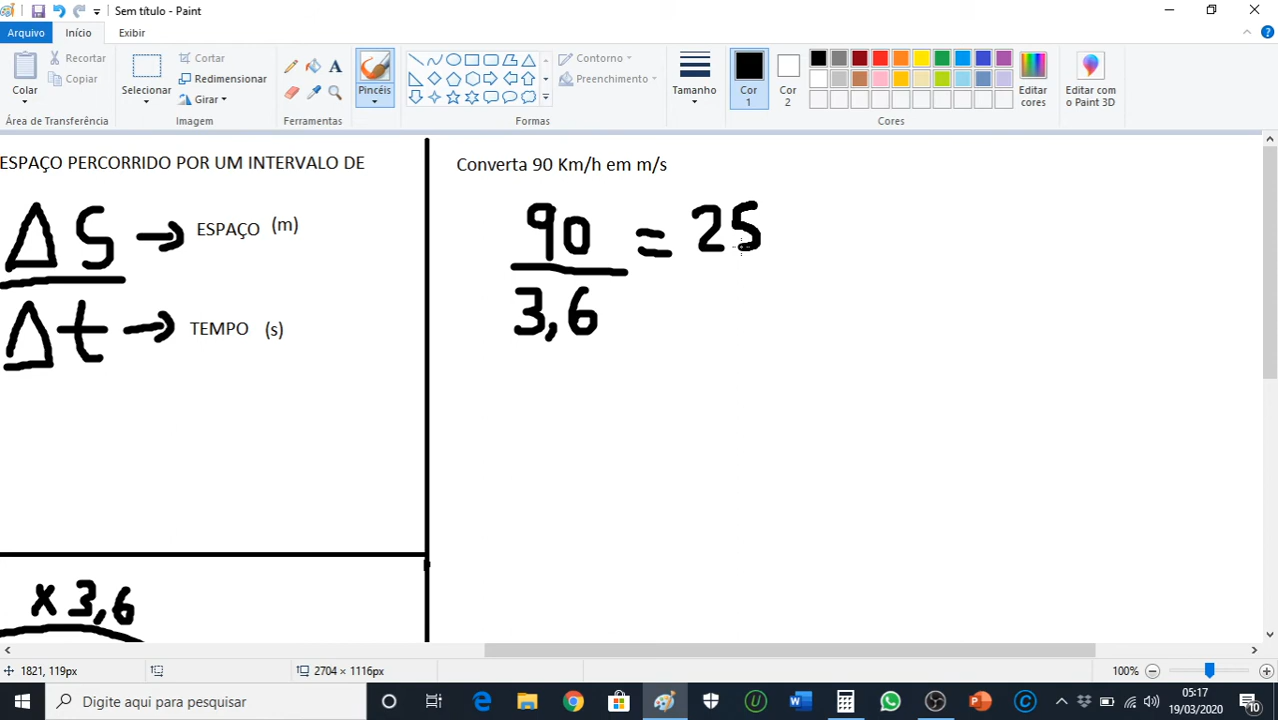 Sem título - Paint
Arquivo Início Exibir
Colar
Recortar
Copiar
Área de Transferência
Selecionar
Cortar
Redimensionar
Girar
Imagem
A
Ferramentas
Pincéis
Contorno
Preenchimento
Formas
Tamanho
Cor 1
Cor 2
Editar cores
Cores
Editar com o Paint 3D
ESPAÇO PERCORRIDO POR UM INTERVALO DE
Δ S → ESPAÇO (m)
Δ t → TEMPO (s)
x 3,6
Converta 90 Km/h em m/s
90 = 25
3,6
1821, 119px
2704 × 1116px
100%
Digite aqui para pesquisar
05:17
19/03/2020
10